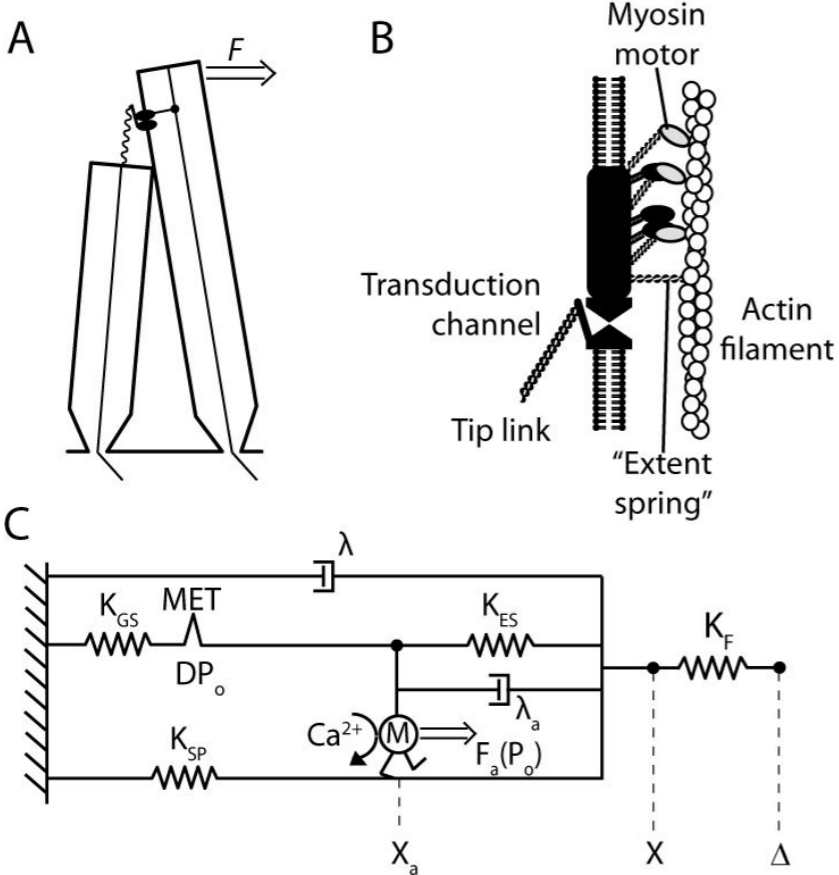 A
F
B
Myosin
motor
Transduction
channel
Tip link
Actin
filament
“Extent
spring”
C
λ
K_GS
MET
K_ES
K_F
DP_o
λ_a
Ca²⁺
M
F_a(P_o)
K_SP
X_a
X
Δ